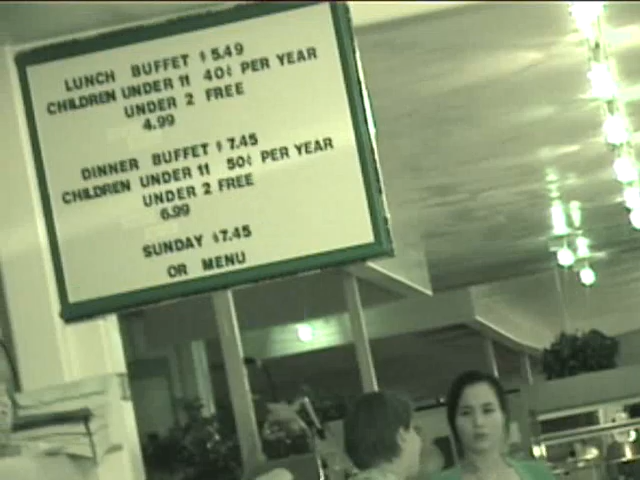 LUNCH BUFFET $5.49
CHILDREN UNDER 11 40¢ PER YEAR
UNDER 2 FREE
4.99
DINNER BUFFET $7.45
CHILDREN UNDER 11 50¢ PER YEAR
UNDER 2 FREE
6.99
SUNDAY $7.45
OR MENU